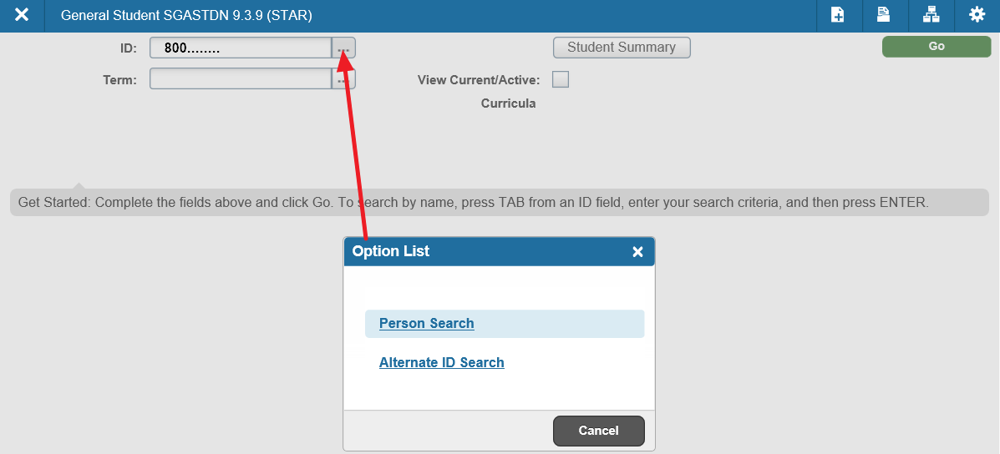 General Student SGASTDN 9.3.9 (STAR)
ID: 800........ ... Student Summary Go
Term: ... View Current/Active:
Curricula
Get Started: Complete the fields above and click Go. To search by name, press TAB from an ID field, enter your search criteria, and then press ENTER.
Option List
Person Search
Alternate ID Search
Cancel